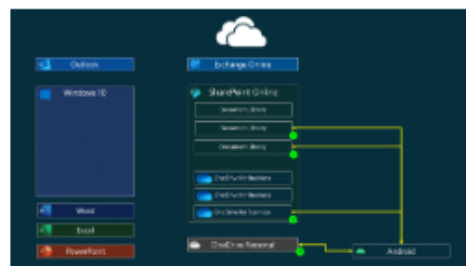 Outlook
Exchange Online
Windows 10
SharePoint Online
Document Library
Document Library
Document Library
OneDrive for Business
OneDrive for Business
OneDrive for Business
Word
Excel
PowerPoint
OneDrive Personal
Android